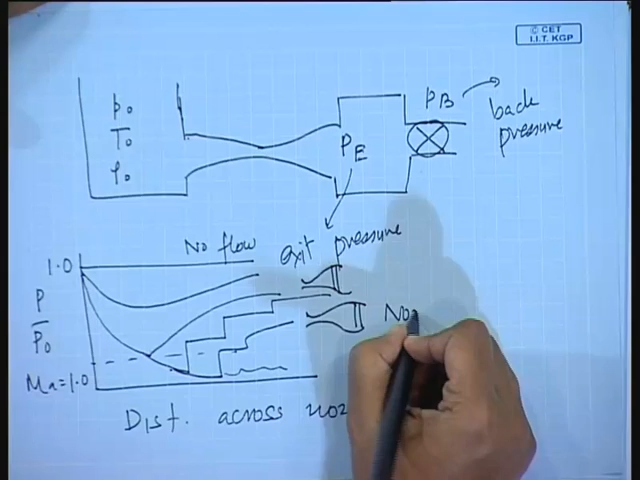 © CET
I.I.T. KGP
P0
T0
ρ0
PE
PB
back
pressure
exit pressure
No flow
1.0
P
P0
Ma=1.0
No
Dist. across noz